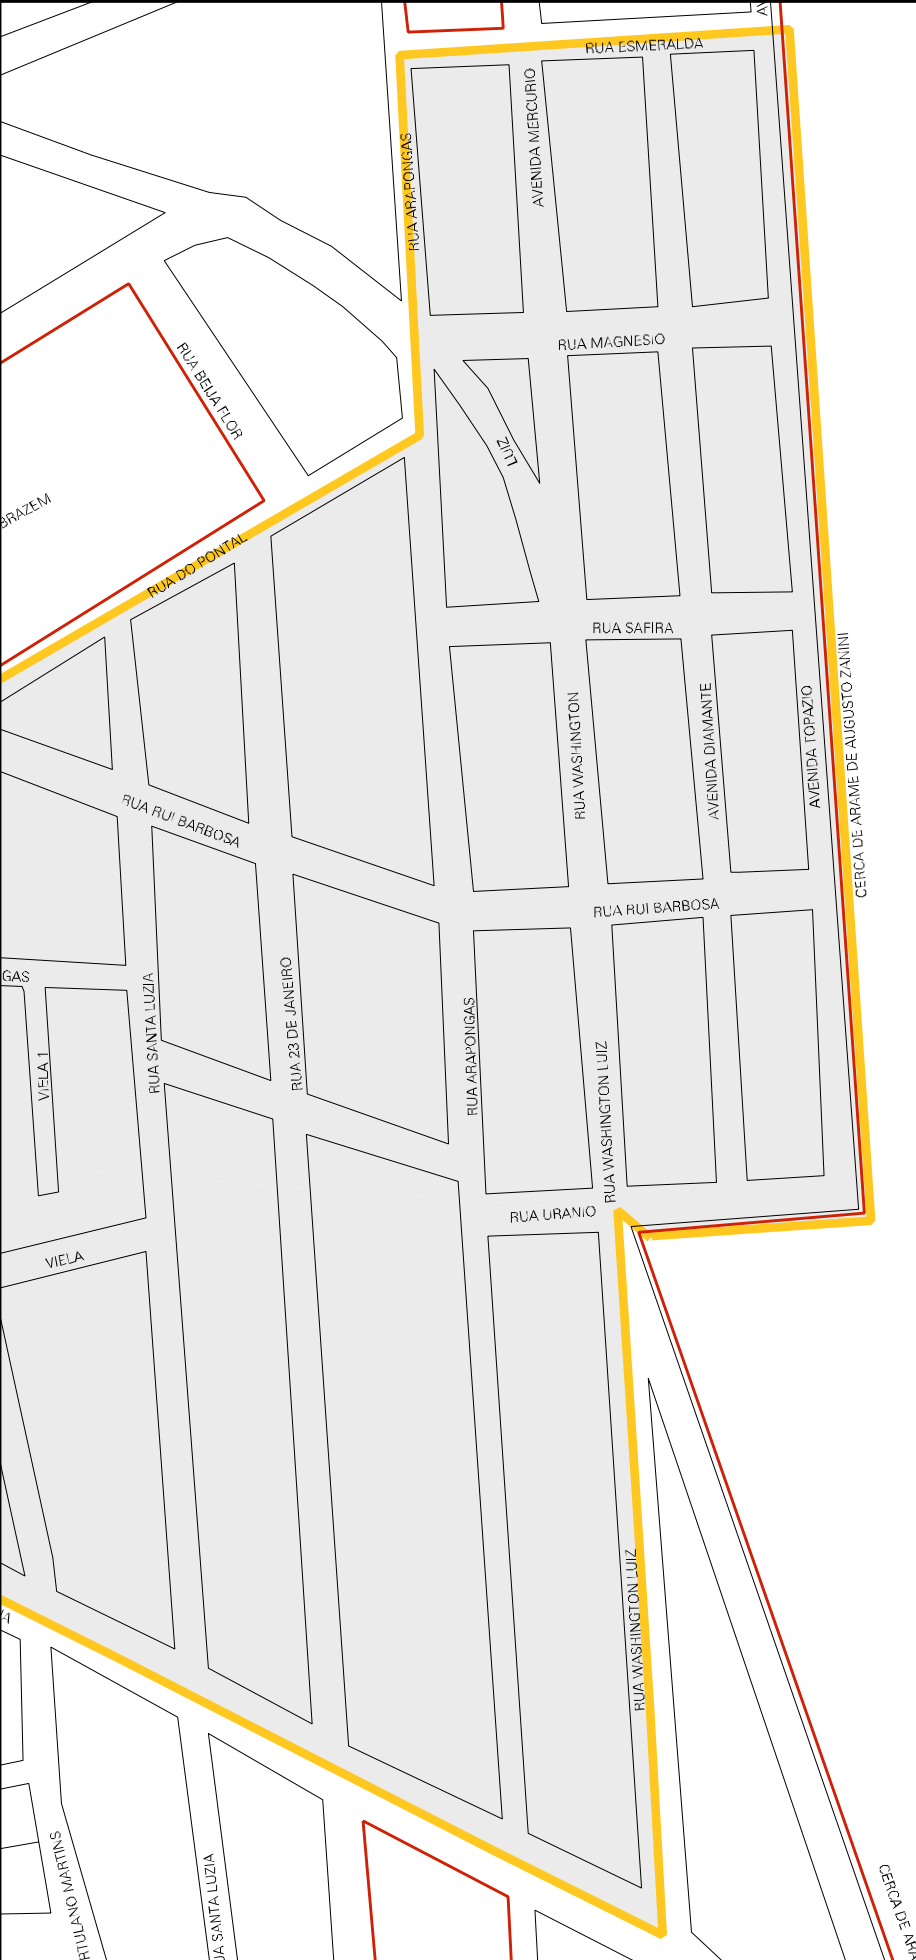 AV
RUA ESMERALDA
AVENIDA MERCURIO
RUA ARAPONGAS
RUA MAGNESIO
RUA BEIJA FLOR
LUIZ
BRAZEM
RUA DO PONTAL
RUA SAFIRA
CERCA DE ARAME DE AUGUSTO ZANINI
RUA WASHINGTON
AVENIDA DIAMANTE
AVENIDA TOPAZIO
RUA RUI BARBOSA
RUA RUI BARBOSA
GAS
RUA SANTA LUZIA
RUA 23 DE JANEIRO
RUA ARAPONGAS
VIELA 1
RUA WASHINGTON LUIZ
RUA URANIO
VIELA
RUA WASHINGTON LUIZ
RTULANO MARTINS
UA SANTA LUZIA
CERCA DE AR